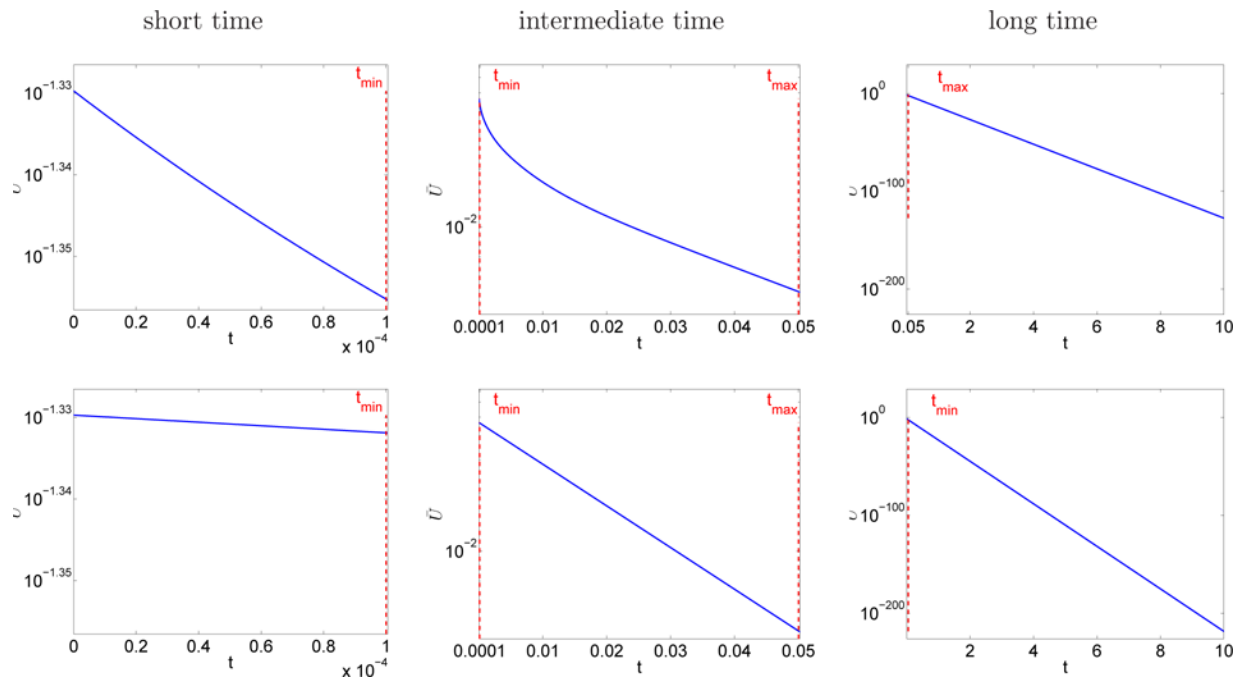 short time intermediate time long time
t_min
10^-1.33
10^-1.34
10^-1.35
0 0.2 0.4 0.6 0.8 1
t
x 10^-4
t_min t_max
Ū
10^-2
0.0001 0.01 0.02 0.03 0.04 0.05
t
t_max
10^0
10^-100
10^-200
0.05 2 4 6 8 10
t
t_min
10^-1.33
10^-1.34
10^-1.35
0 0.2 0.4 0.6 0.8 1
t
x 10^-4
t_min t_max
Ū
10^-2
0.0001 0.01 0.02 0.03 0.04 0.05
t
t_min
10^0
10^-100
10^-200
2 4 6 8 10
t